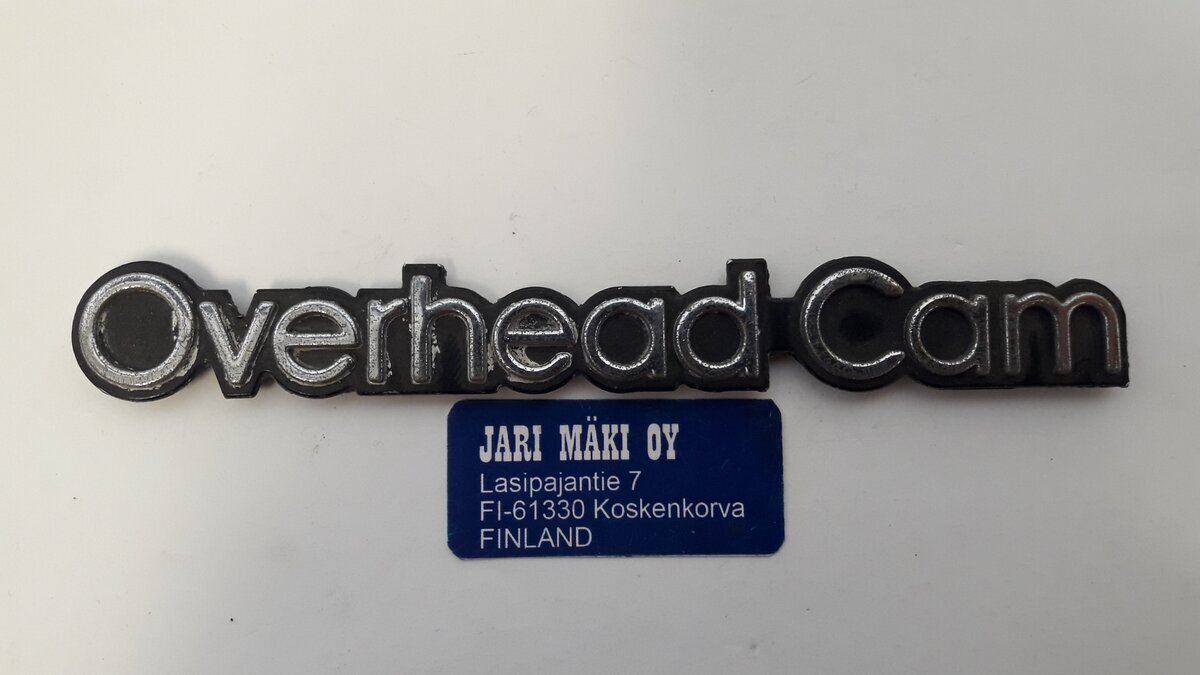 Overhead Cam
JARI MÄKI OY
Lasipajantie 7
FI-61330 Koskenkorva
FINLAND